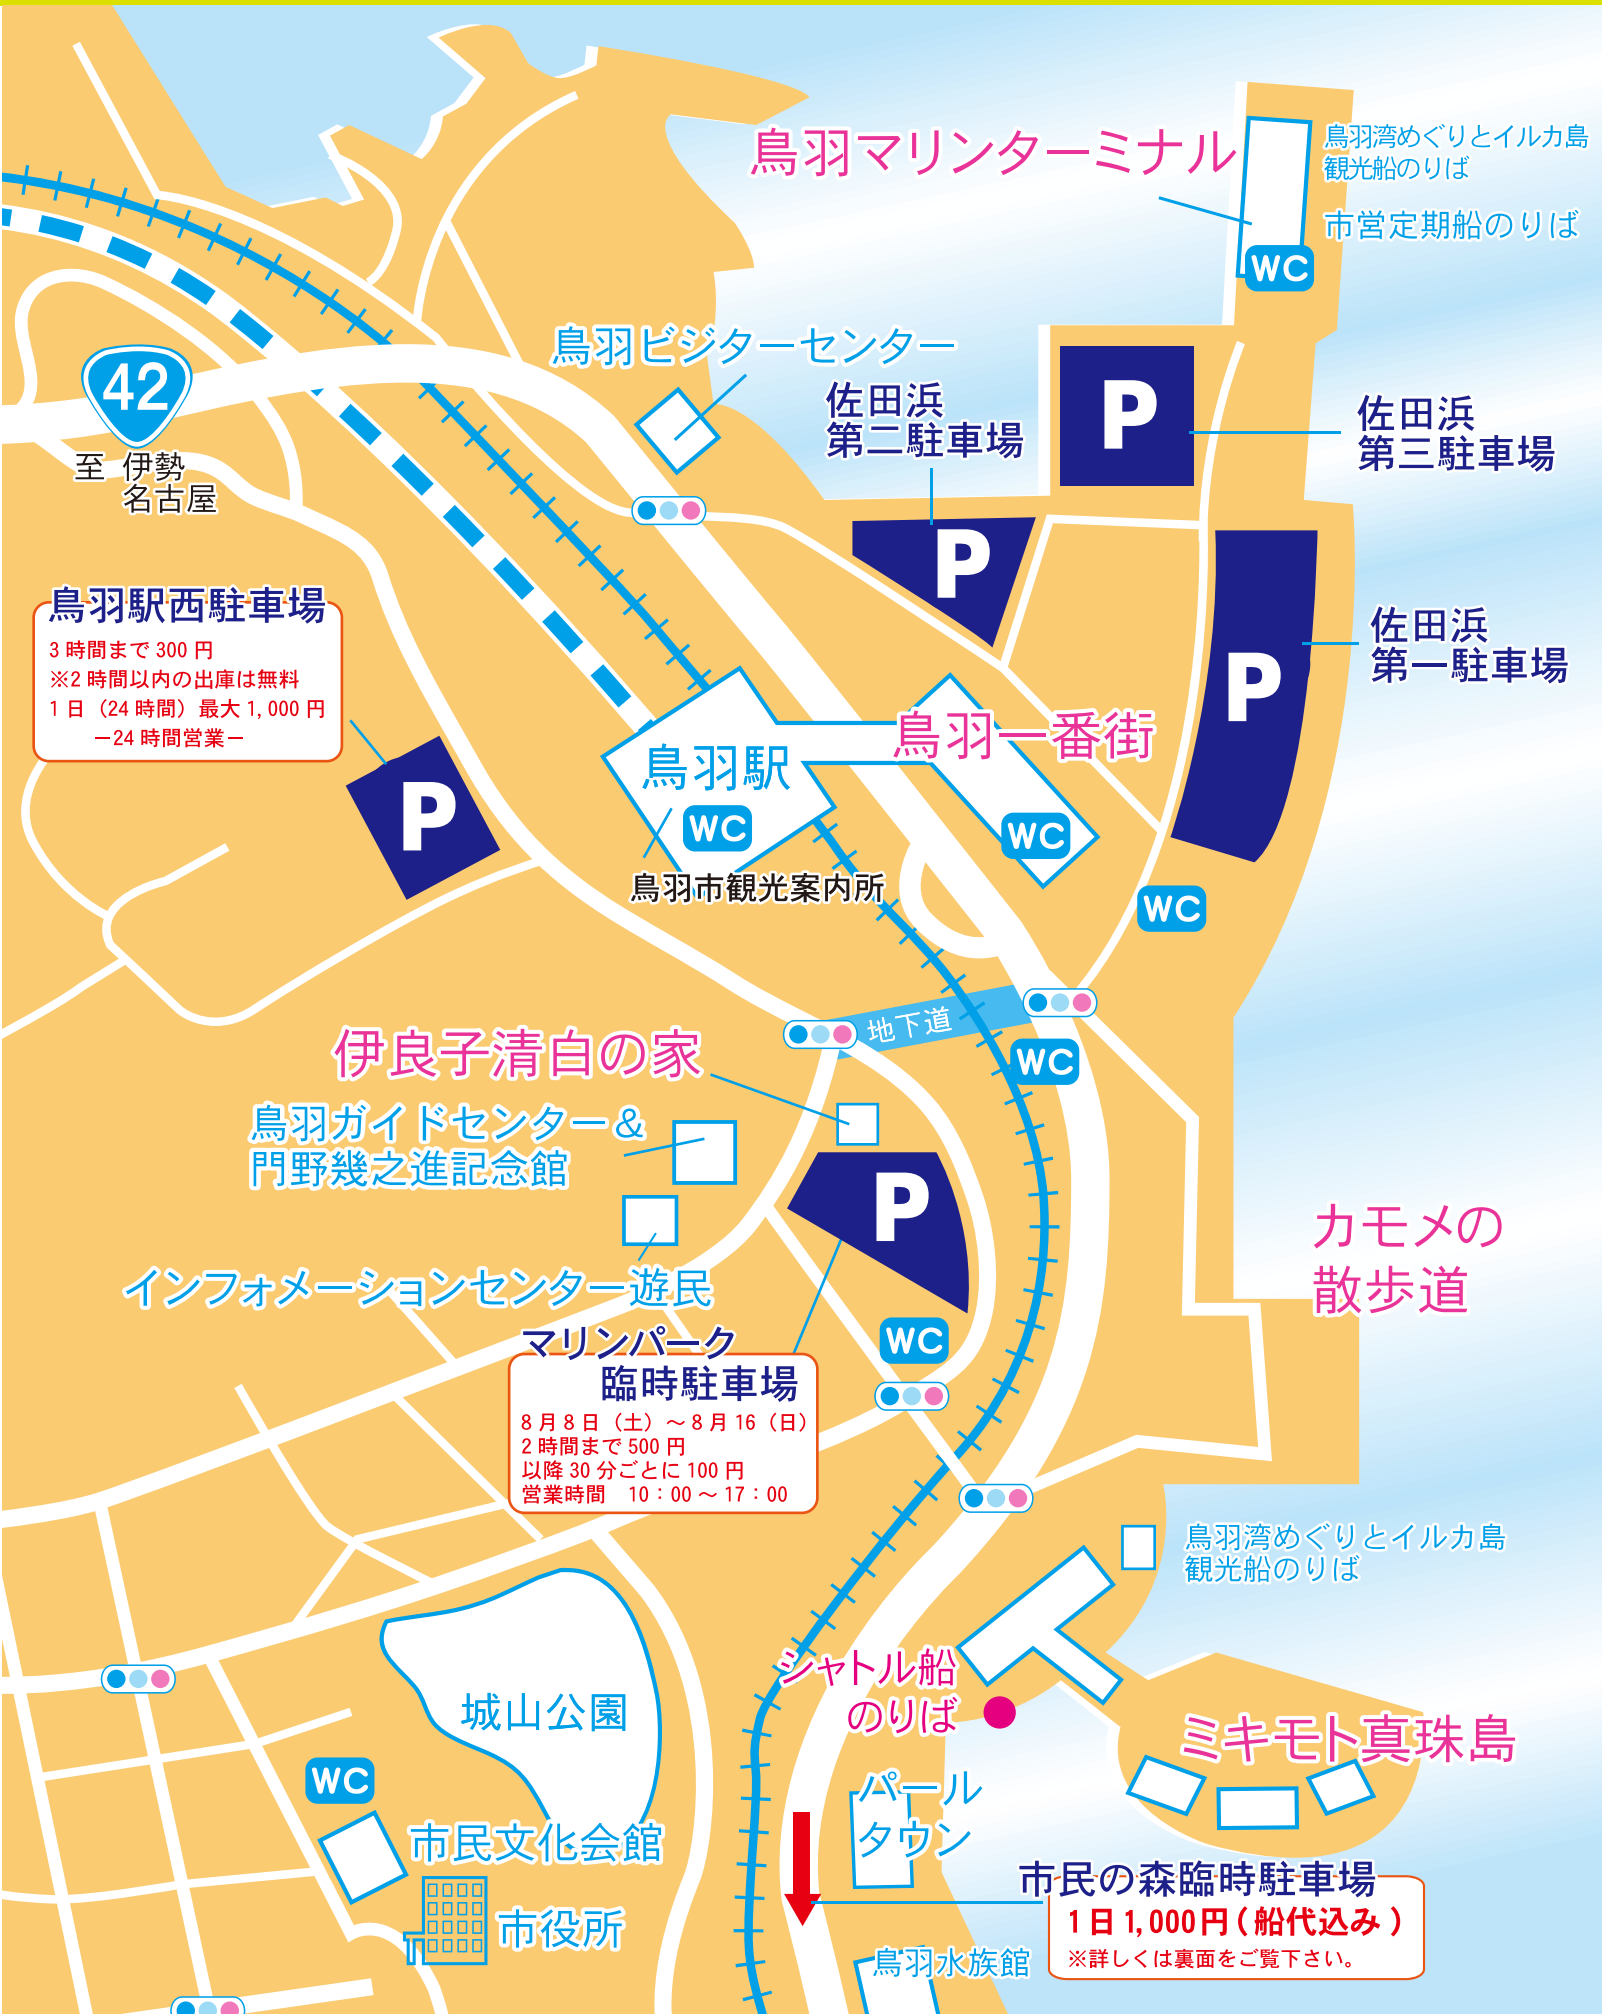 鳥羽マリンターミナル
鳥羽湾めぐりとイルカ島
観光船のりば
市営定期船のりば
WC
鳥羽ビジターセンター
42
至 伊勢
名古屋
佐田浜
第二駐車場
P
佐田浜
第三駐車場
P
佐田浜
第一駐車場
P
鳥羽駅西駐車場
3 時間まで 300 円
※2 時間以内の出庫は無料
1 日（24 時間）最大 1,000 円
ー24 時間営業ー
P
鳥羽駅
WC
鳥羽市観光案内所
鳥羽一番街
WC
WC
地下道
WC
伊良子清白の家
鳥羽ガイドセンター＆
門野幾之進記念館
インフォメーションセンター遊民
P
WC
マリンパーク
臨時駐車場
8 月 8 日（土）～ 8 月 16（日）
2 時間まで 500 円
以降 30 分ごとに 100 円
営業時間　10：00 ～ 17：00
カモメの
散歩道
鳥羽湾めぐりとイルカ島
観光船のりば
シャトル船
のりば
ミキモト真珠島
城山公園
WC
市民文化会館
市役所
パール
タウン
市民の森臨時駐車場
1 日 1,000 円 ( 船代込み )
※詳しくは裏面をご覧下さい。
鳥羽水族館